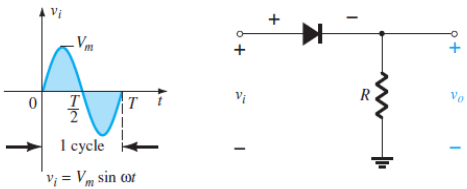 v_i
V_m
0
T/2
T
t
1 cycle
v_i = V_m sin ωt
+ −
+
v_i
−
R
+
v_o
−